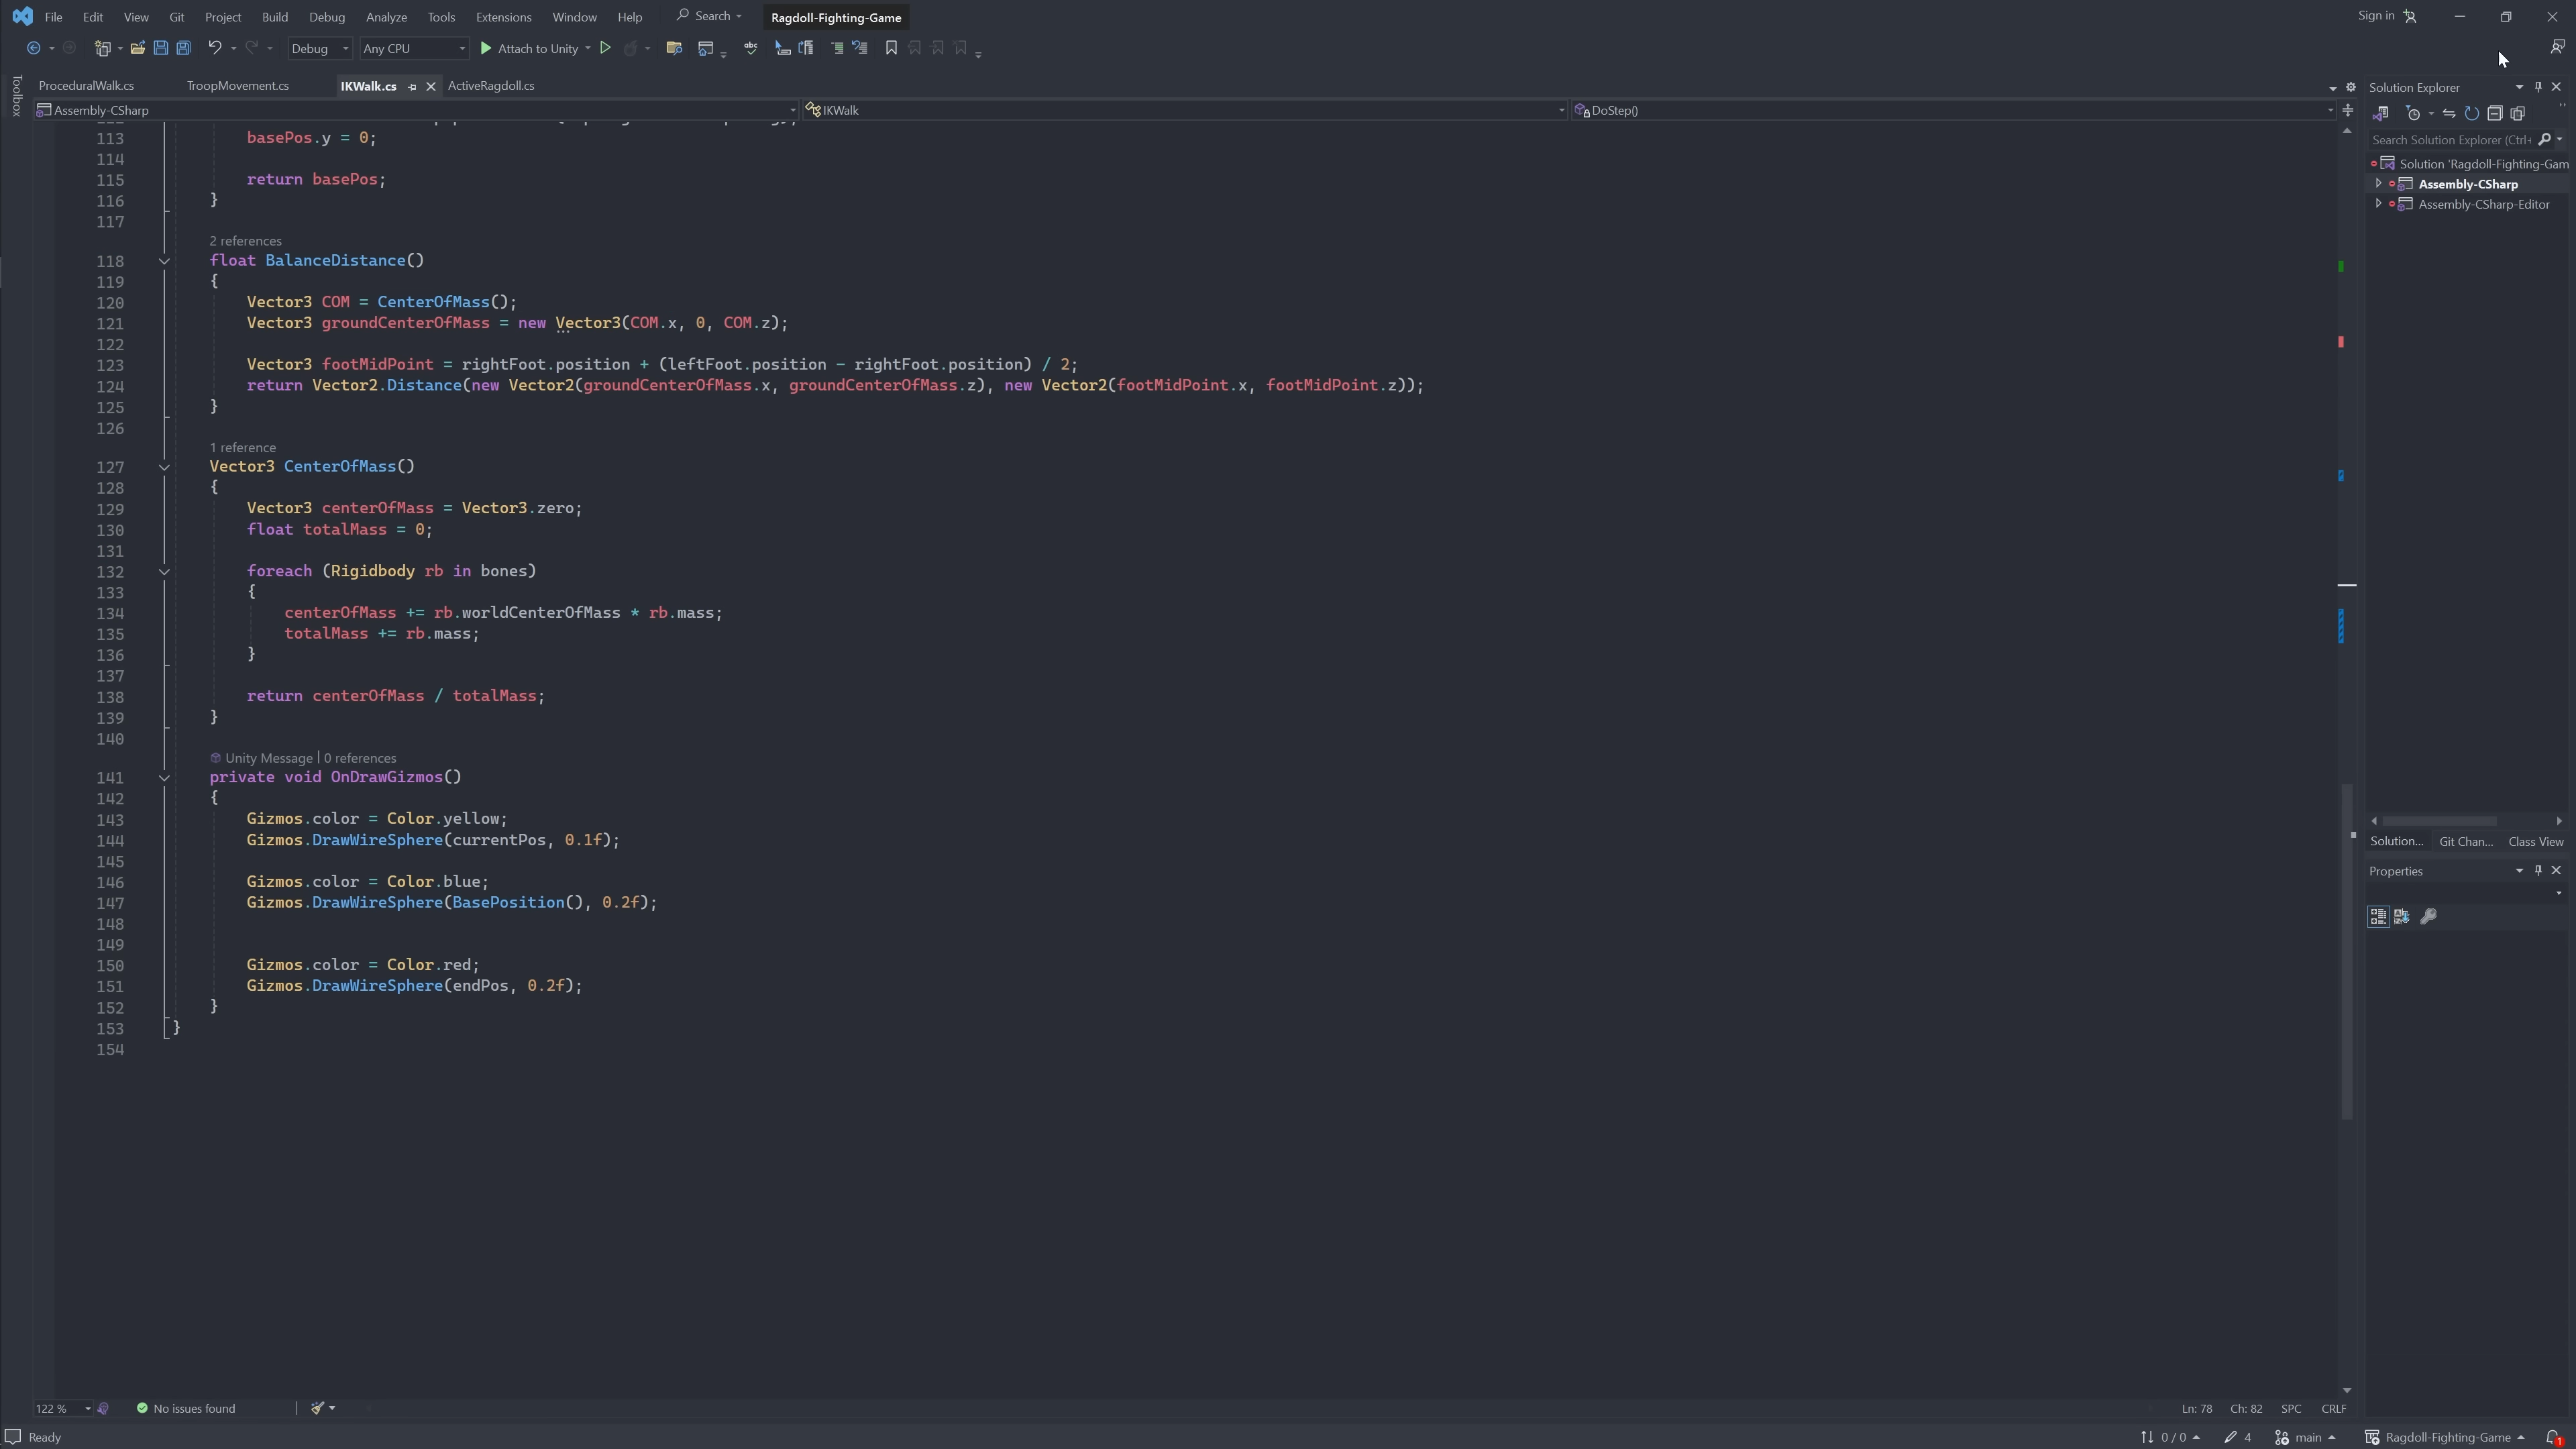 File Edit View Git Project Build Debug Analyze Tools Extensions Window Help Search Ragdoll-Fighting-Game Sign in
Debug Any CPU Attach to Unity
Toolbox
ProceduralWalk.cs TroopMovement.cs IKWalk.cs ActiveRagdoll.cs
Assembly-CSharp IKWalk DoStep()
113 basePos.y = 0;
114
115 return basePos;
116 }
117
2 references
118 float BalanceDistance()
119 {
120 Vector3 COM = CenterOfMass();
121 Vector3 groundCenterOfMass = new Vector3(COM.x, 0, COM.z);
122
123 Vector3 footMidPoint = rightFoot.position + (leftFoot.position - rightFoot.position) / 2;
124 return Vector2.Distance(new Vector2(groundCenterOfMass.x, groundCenterOfMass.z), new Vector2(footMidPoint.x, footMidPoint.z));
125 }
126
1 reference
127 Vector3 CenterOfMass()
128 {
129 Vector3 centerOfMass = Vector3.zero;
130 float totalMass = 0;
131
132 foreach (Rigidbody rb in bones)
133 {
134 centerOfMass += rb.worldCenterOfMass * rb.mass;
135 totalMass += rb.mass;
136 }
137
138 return centerOfMass / totalMass;
139 }
140
Unity Message | 0 references
141 private void OnDrawGizmos()
142 {
143 Gizmos.color = Color.yellow;
144 Gizmos.DrawWireSphere(currentPos, 0.1f);
145
146 Gizmos.color = Color.blue;
147 Gizmos.DrawWireSphere(BasePosition(), 0.2f);
148
149
150 Gizmos.color = Color.red;
151 Gizmos.DrawWireSphere(endPos, 0.2f);
152 }
153 }
154
122 % No issues found Ln: 78 Ch: 82 SPC CRLF
Ready 0 / 0 4 main Ragdoll-Fighting-Game 1
Solution Explorer
Search Solution Explorer (Ctrl+
Solution 'Ragdoll-Fighting-Gam
Assembly-CSharp
Assembly-CSharp-Editor
Solution... Git Chan... Class View
Properties